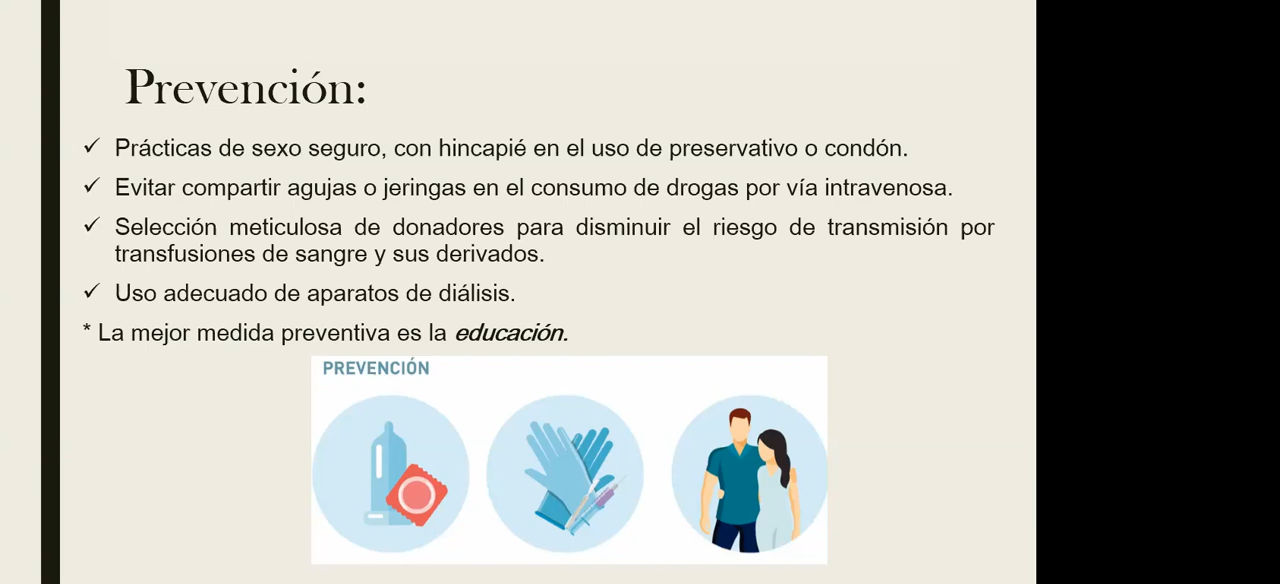 Prevención:
✓ Prácticas de sexo seguro, con hincapié en el uso de preservativo o condón.
✓ Evitar compartir agujas o jeringas en el consumo de drogas por vía intravenosa.
✓ Selección meticulosa de donadores para disminuir el riesgo de transmisión por
transfusiones de sangre y sus derivados.
✓ Uso adecuado de aparatos de diálisis.
* La mejor medida preventiva es la educación.
PREVENCIÓN